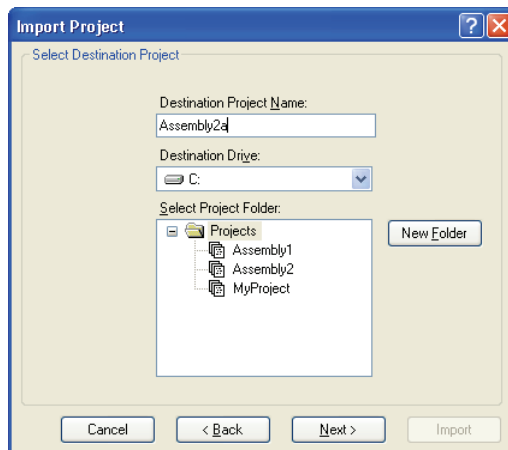 Import Project
Select Destination Project
Destination Project Name:
Assembly2a
Destination Drive:
C:
Select Project Folder:
Projects
New Folder
Assembly1
Assembly2
MyProject
Cancel
< Back
Next >
Import